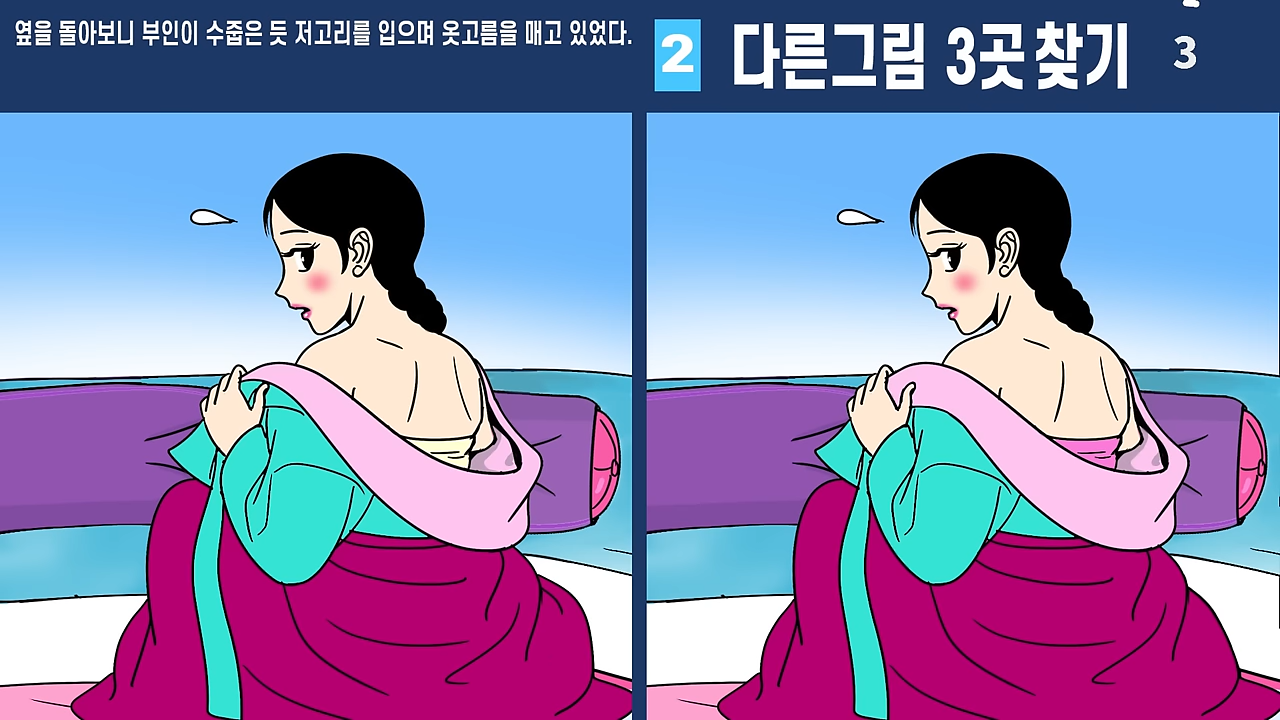 옆을 돌아보니 부인이 수줍은 듯 저고리를 입으며 옷고름을 매고 있었다.
2 다른그림 3곳 찾기 3